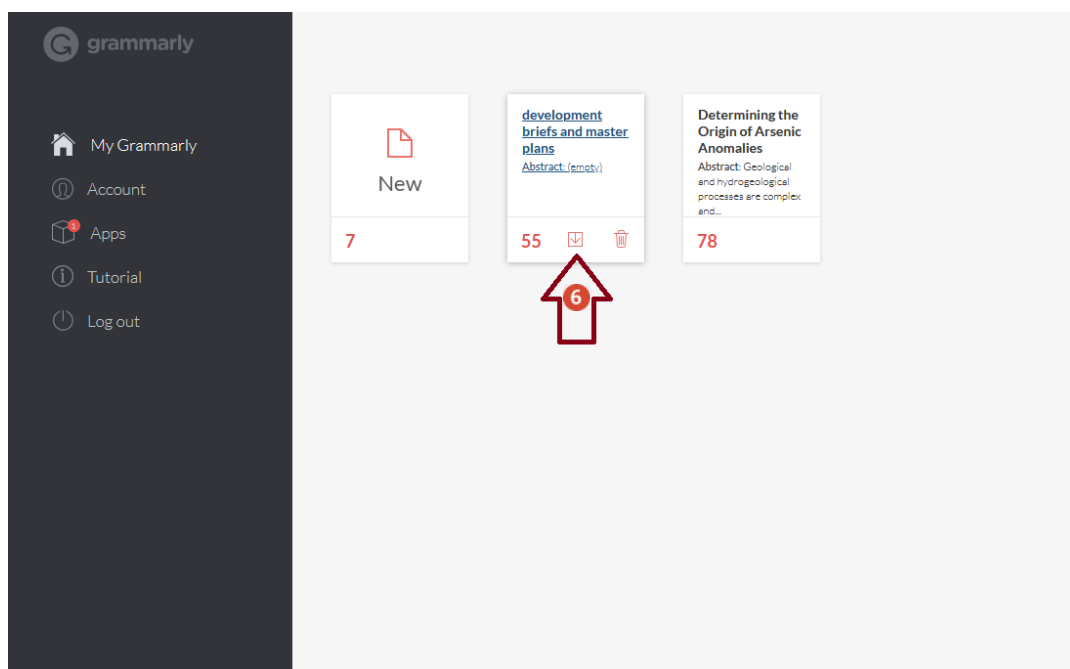 grammarly
My Grammarly
Account
1
Apps
Tutorial
Log out
New
7
development
briefs and master
plans
Abstract: (empty)
55
6
Determining the
Origin of Arsenic
Anomalies
Abstract: Geological
and hydrogeological
processes are complex
and...
78